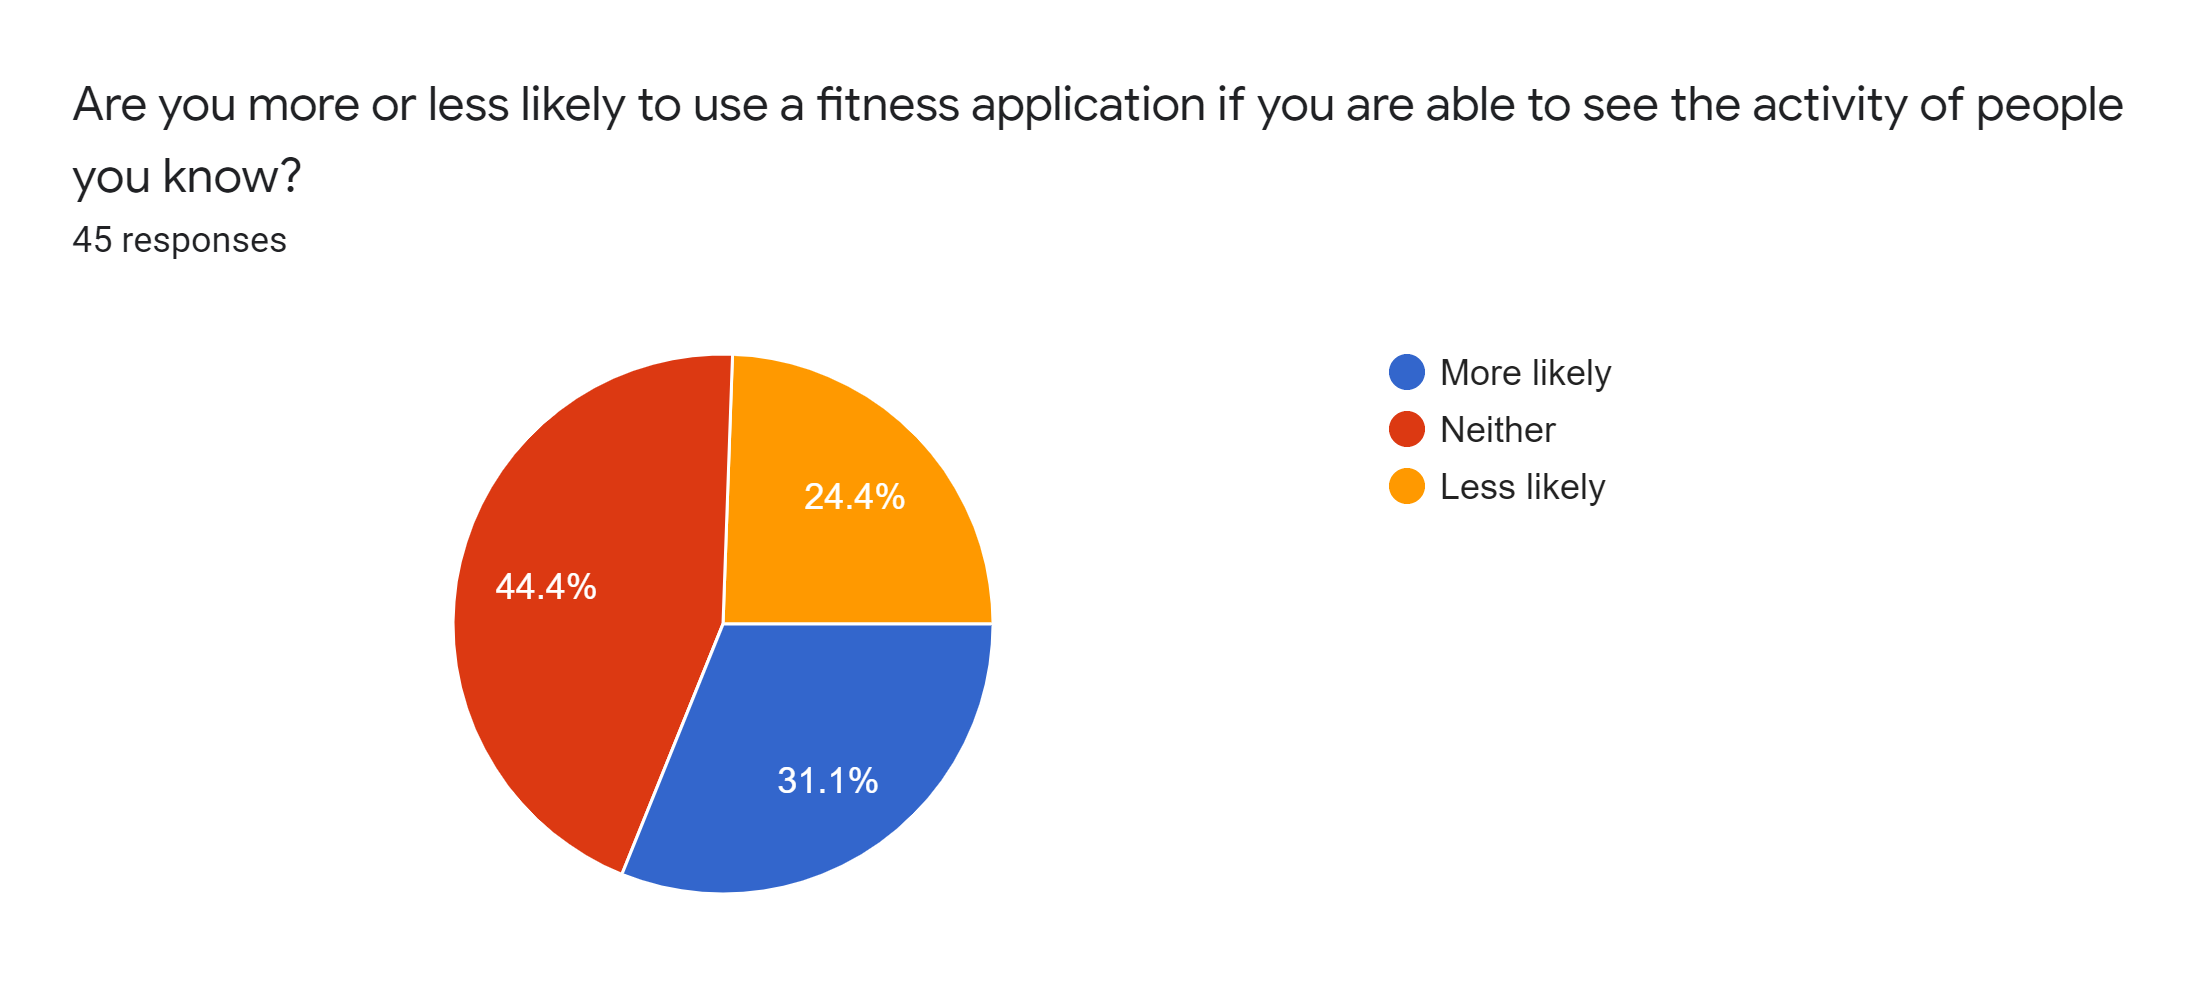 Are you more or less likely to use a fitness application if you are able to see the activity of people
you know?
45 responses
More likely
Neither
Less likely
24.4%
44.4%
31.1%